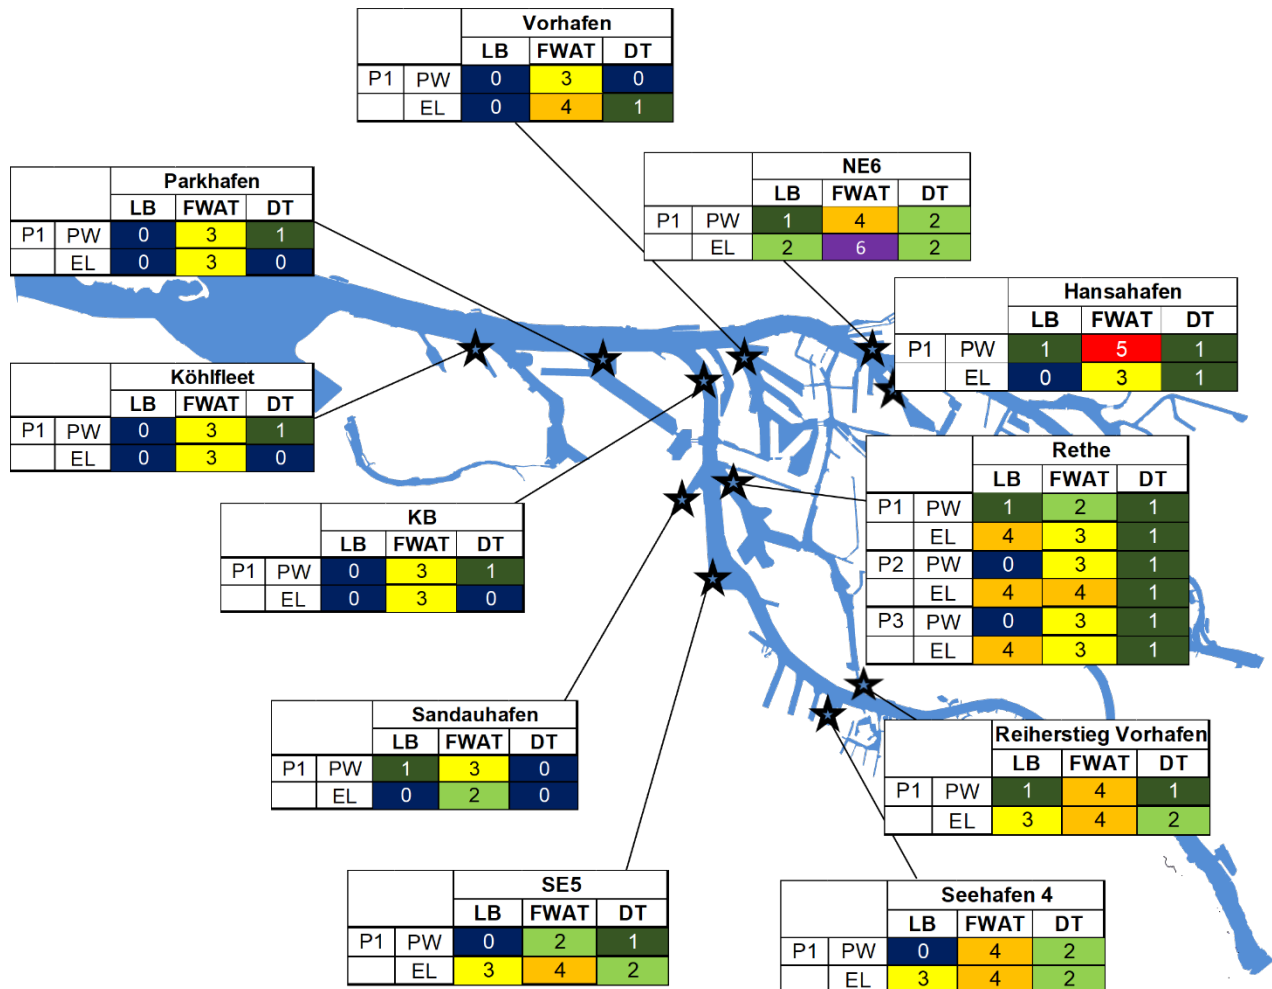 Vorhafen
LB FWAT DT
P1 PW 0 3 0
EL 0 4 1
NE6
LB FWAT DT
P1 PW 1 4 2
EL 2 6 2
Parkhafen
LB FWAT DT
P1 PW 0 3 1
EL 0 3 0
Hansahafen
LB FWAT DT
P1 PW 1 5 1
EL 0 3 1
Köhlfleet
LB FWAT DT
P1 PW 0 3 1
EL 0 3 0
Rethe
LB FWAT DT
P1 PW 1 2 1
EL 4 3 1
P2 PW 0 3 1
EL 4 4 1
P3 PW 0 3 1
EL 4 3 1
KB
LB FWAT DT
P1 PW 0 3 1
EL 0 3 0
Sandauhafen
LB FWAT DT
P1 PW 1 3 0
EL 0 2 0
Reiherstieg Vorhafen
LB FWAT DT
P1 PW 1 4 1
EL 3 4 2
SE5
LB FWAT DT
P1 PW 0 2 1
EL 3 4 2
Seehafen 4
LB FWAT DT
P1 PW 0 4 2
EL 3 4 2